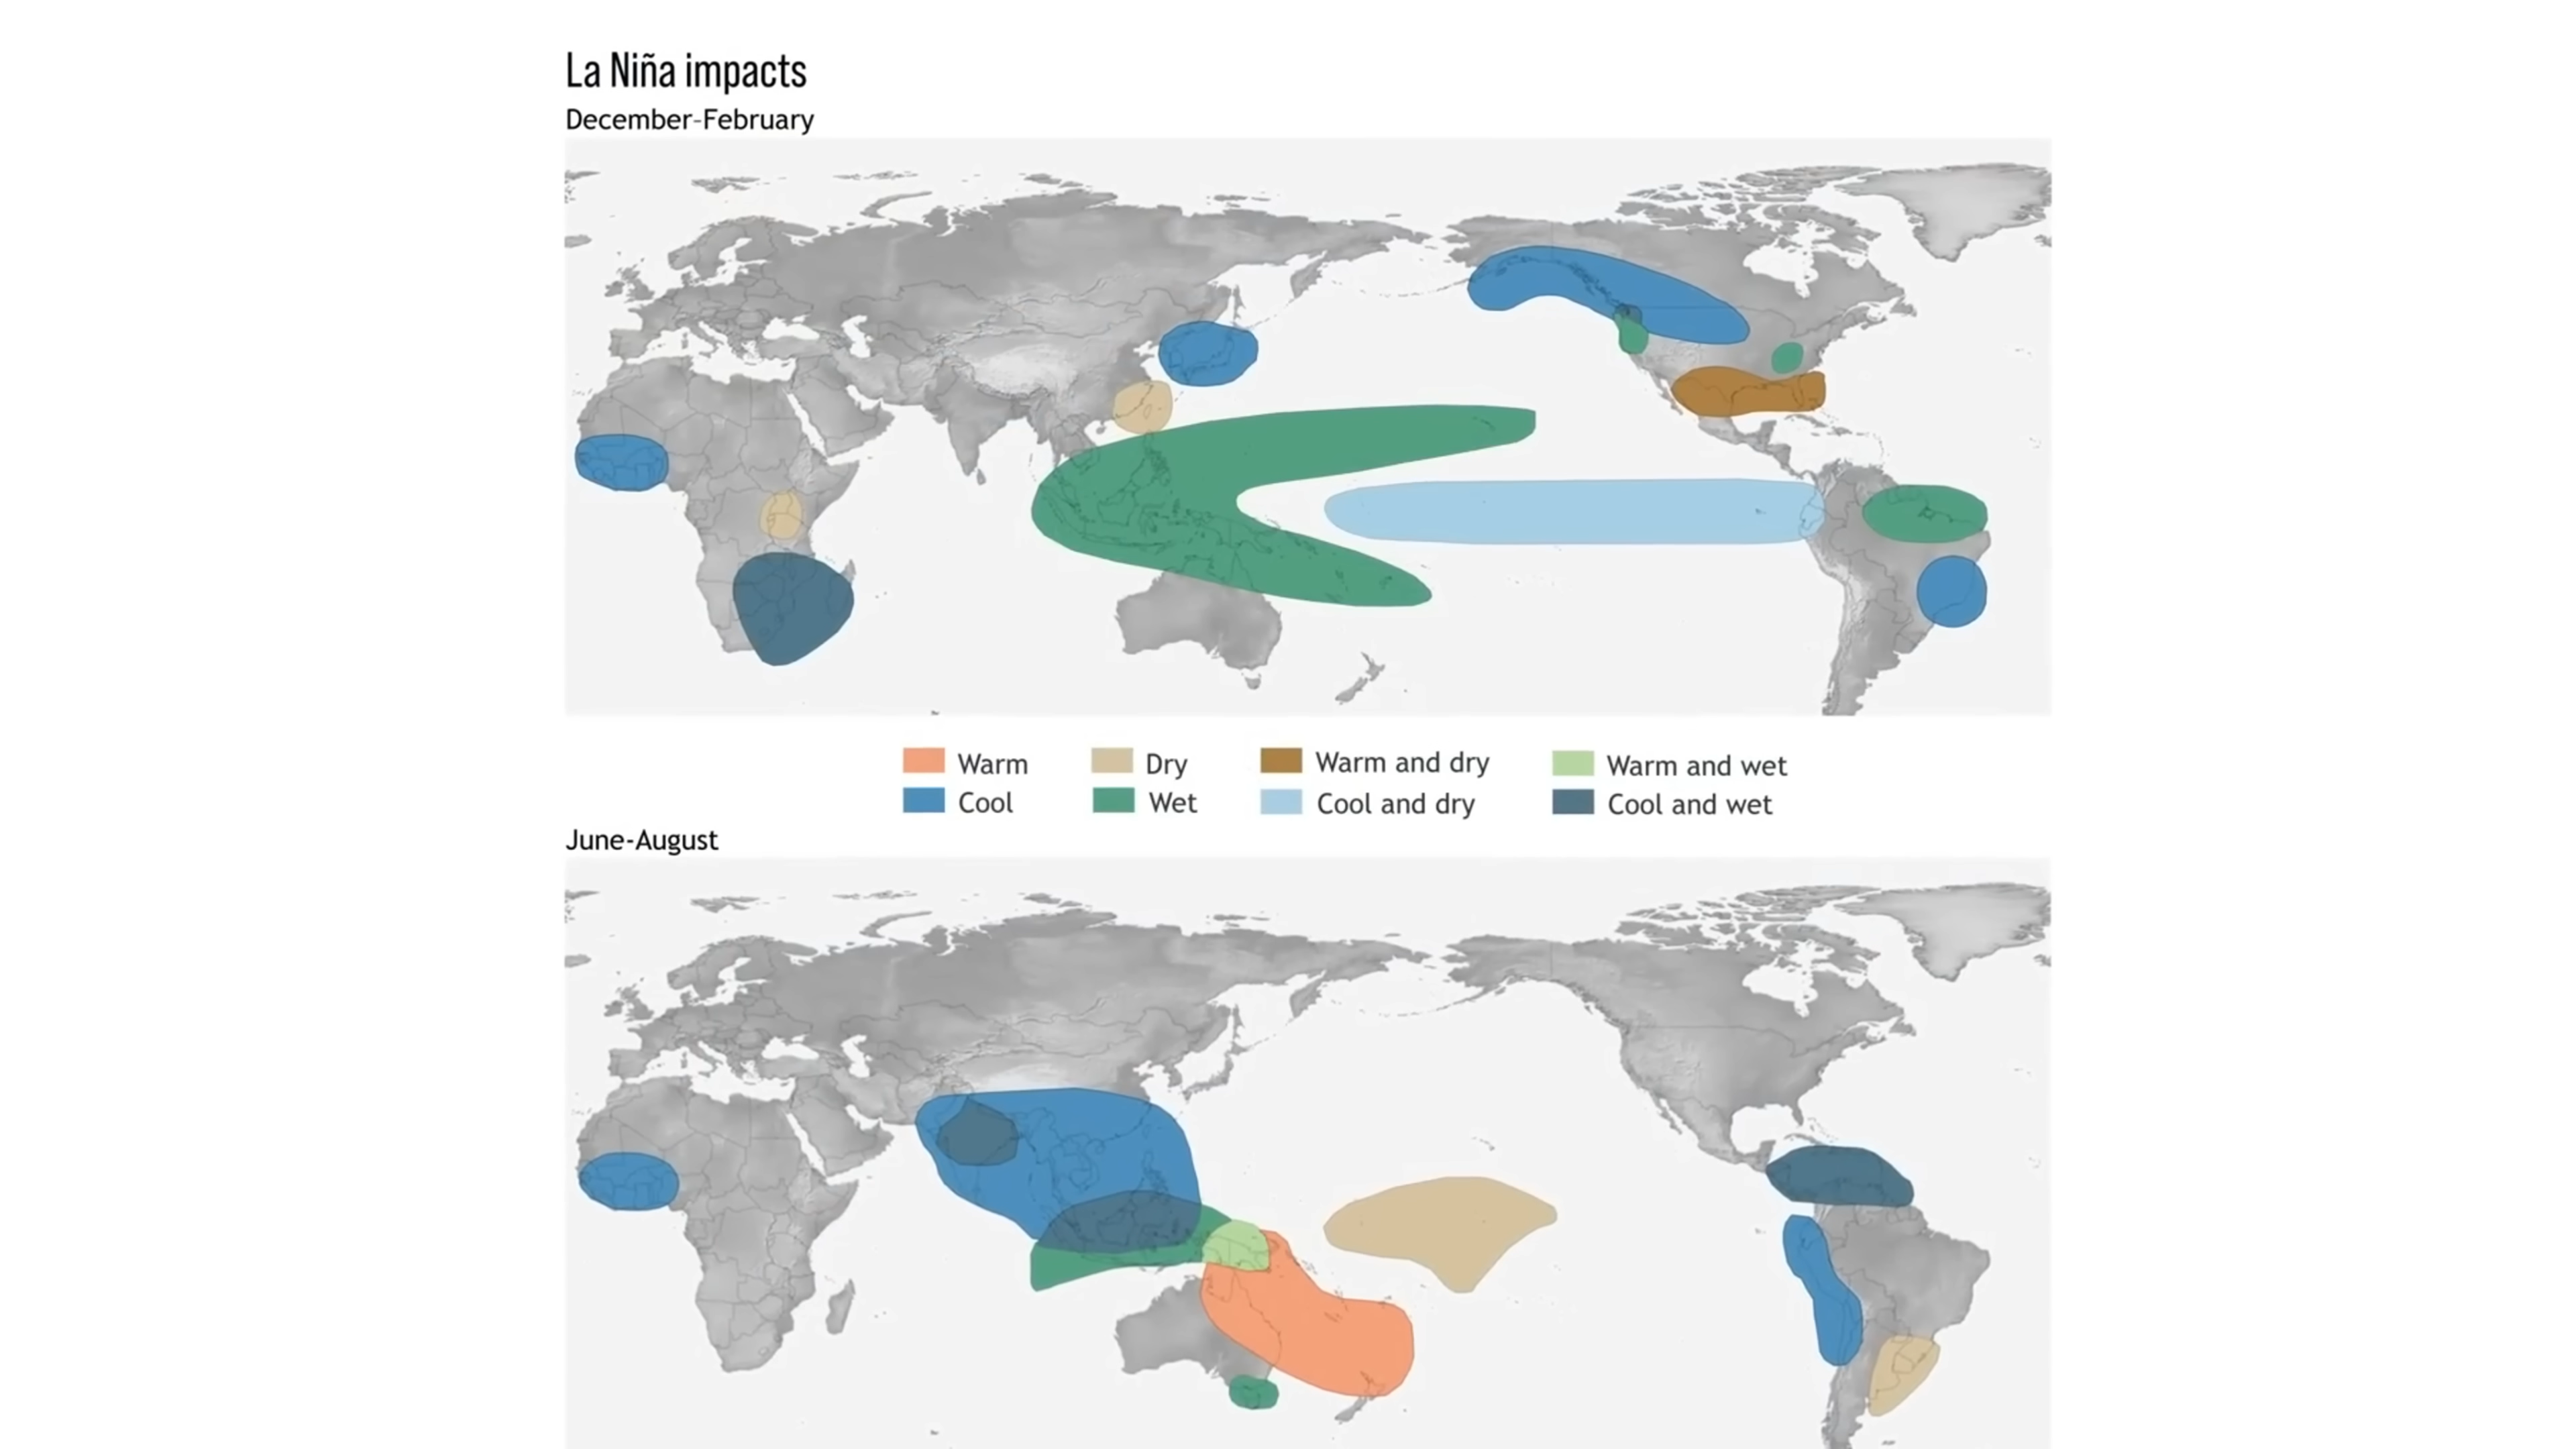 La Niña impacts
December-February
Warm Dry Warm and dry Warm and wet
Cool Wet Cool and dry Cool and wet
June-August